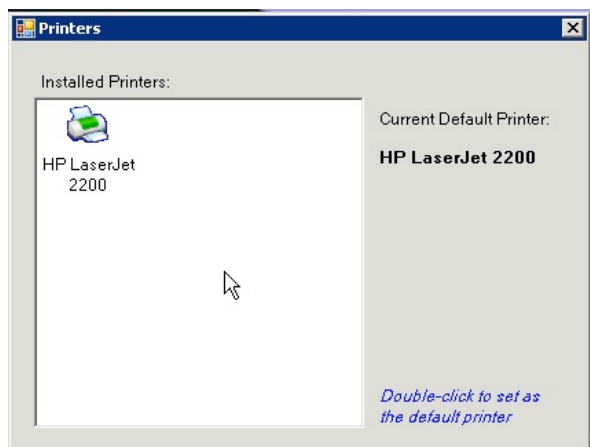 Printers
Installed Printers:
HP LaserJet
2200
Current Default Printer:
HP LaserJet 2200
Double-click to set as
the default printer